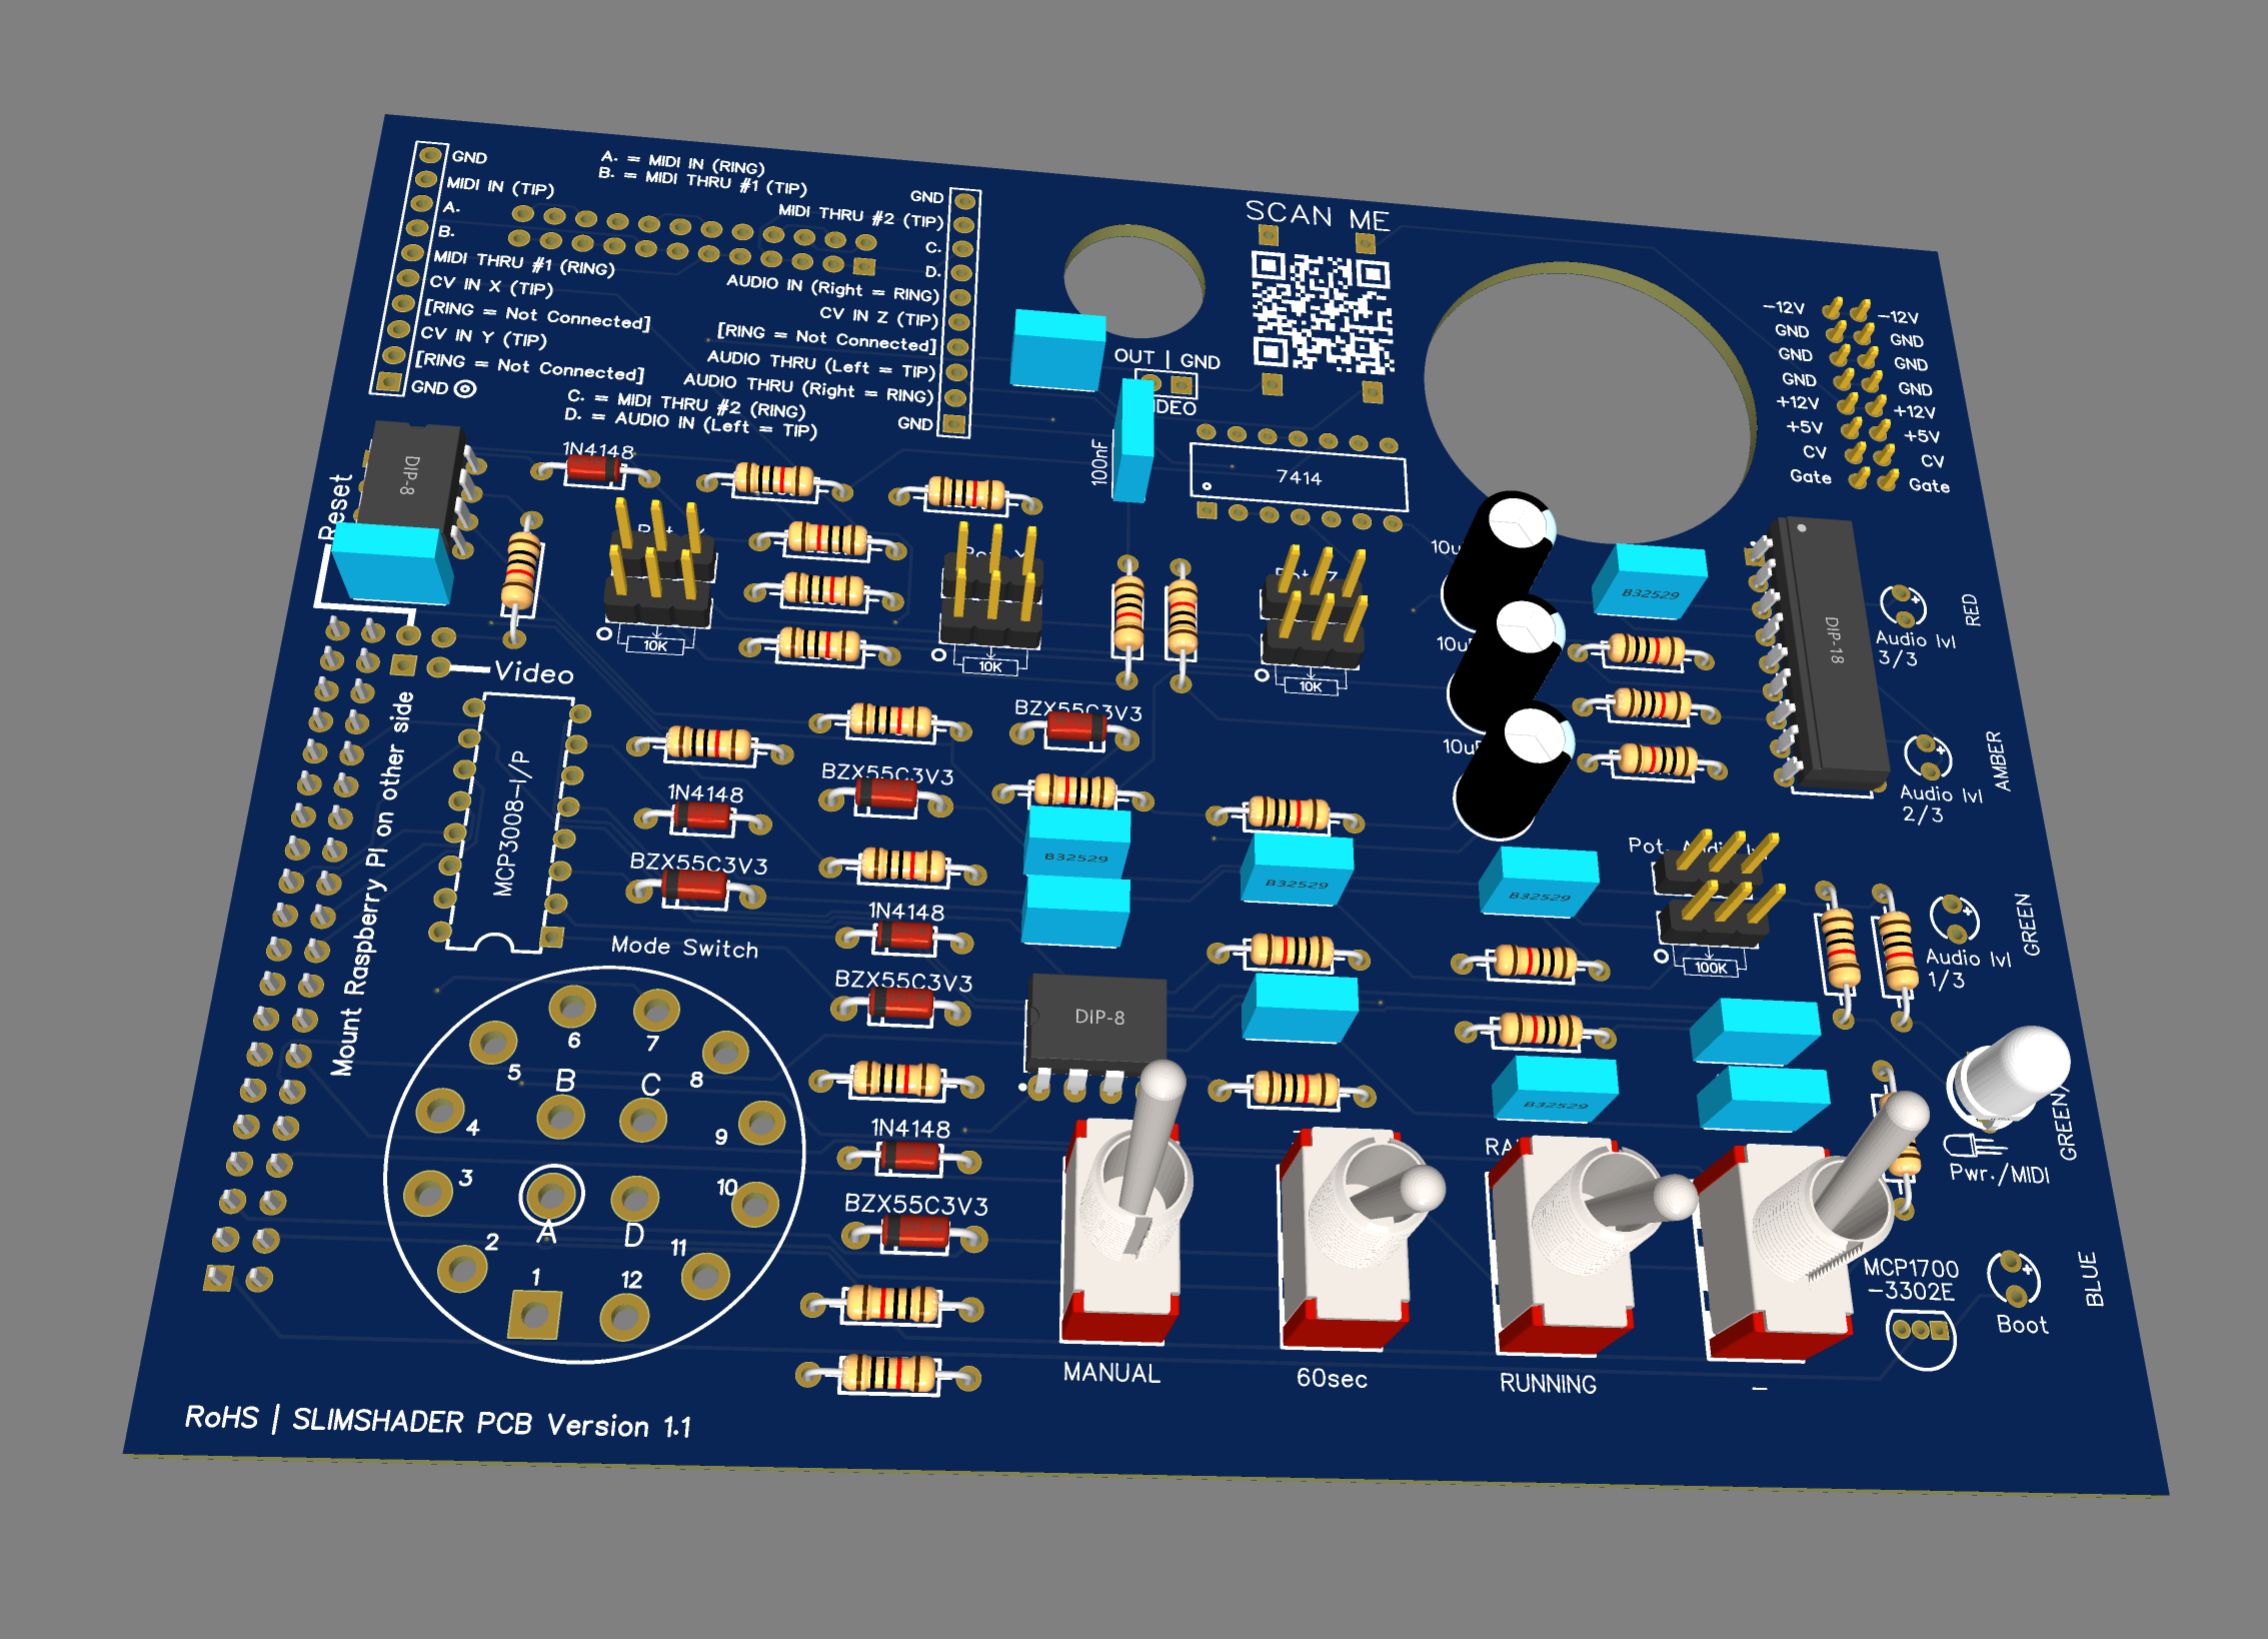 GND
MIDI IN (TIP)
A.
B.
MIDI THRU #1 (RING)
CV IN X (TIP)
[RING = Not Connected]
CV IN Y (TIP)
[RING = Not Connected]
GND
A. = MIDI IN (RING)
B. = MIDI THRU #1 (TIP)
GND
MIDI THRU #2 (TIP)
C.
D.
AUDIO IN (Right = RING)
CV IN Z (TIP)
[RING = Not Connected]
AUDIO THRU (Left = TIP)
AUDIO THRU (Right = RING)
GND
C. = MIDI THRU #2 (RING)
D. = AUDIO IN (Left = TIP)
SCAN ME
OUT | GND
100nF
7414
-12V
-12V
GND
GND
GND
GND
GND
GND
+12V
+12V
+5V
+5V
CV
CV
Gate
Gate
Reset
DIP-8
1N4148
10K
10K
10K
B32529
DIP-18
Audio lvl
3/3
RED
Audio lvl
2/3
AMBER
Audio lvl
1/3
GREEN
Video
Mount Raspberry PI on other side
MCP3008-I/P
1N4148
BZX55C3V3
BZX55C3V3
BZX55C3V3
1N4148
BZX55C3V3
1N4148
BZX55C3V3
B32529
B32529
B32529
B32529
100K
DIP-8
Mode Switch
6
7
5
8
B
C
4
9
3
10
A
D
2
11
1
12
Pwr./MIDI
MCP1700
-3302E
Boot
BLUE
MANUAL
60sec
RUNNING
-
RoHS | SLIMSHADER PCB Version 1.1